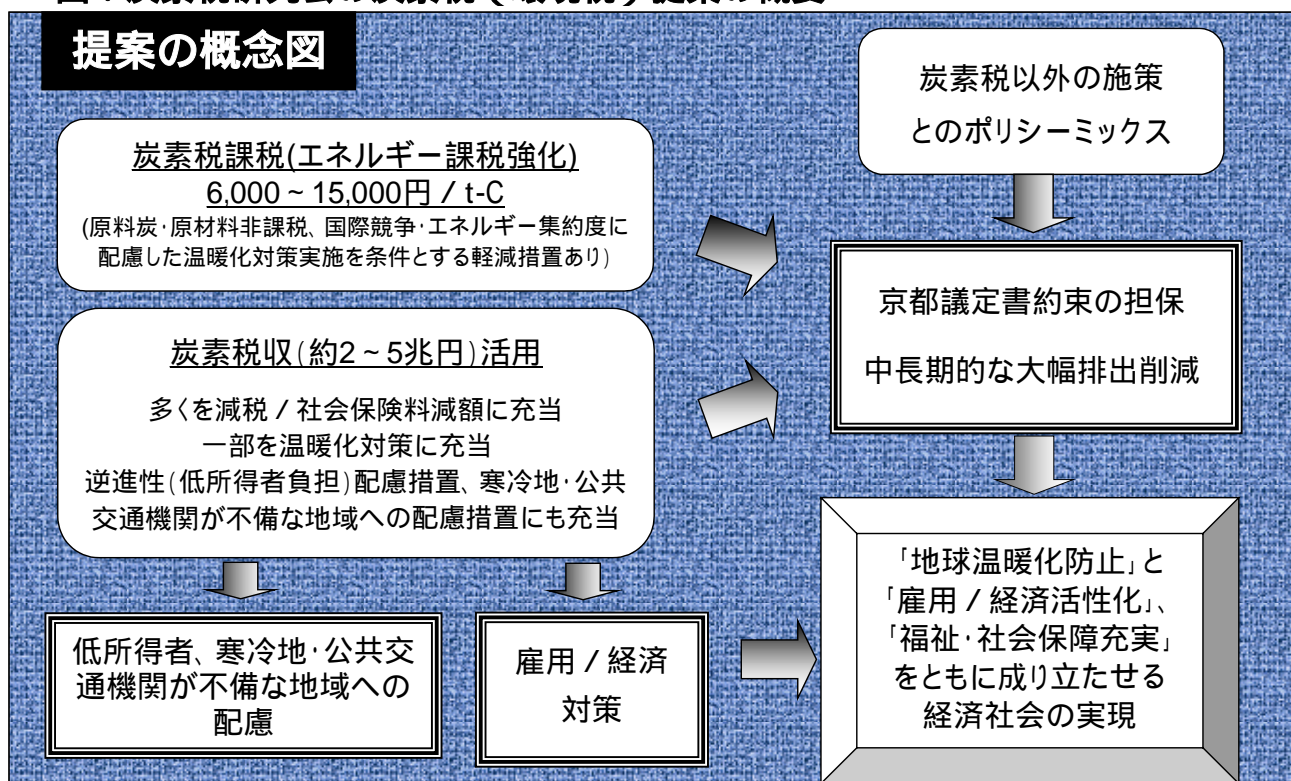 提案の概念図
炭素税課税(エネルギー課税強化)
6,000 ~ 15,000円 / t-C
(原料炭・原材料非課税、国際競争・エネルギー集約度に
配慮した温暖化対策実施を条件とする軽減措置あり)
炭素税収(約2 ~ 5兆円)活用
多くを減税 / 社会保険料減額に充当
一部を温暖化対策に充当
逆進性(低所得者負担)配慮措置、寒冷地・公共
交通機関が不備な地域への配慮措置にも充当
低所得者、寒冷地・公共交
通機関が不備な地域への
配慮
雇用 / 経済
対策
炭素税以外の施策
とのポリシーミックス
京都議定書約束の担保
中長期的な大幅排出削減
「地球温暖化防止」と
「雇用 / 経済活性化」、
「福祉・社会保障充実」
をともに成り立たせる
経済社会の実現